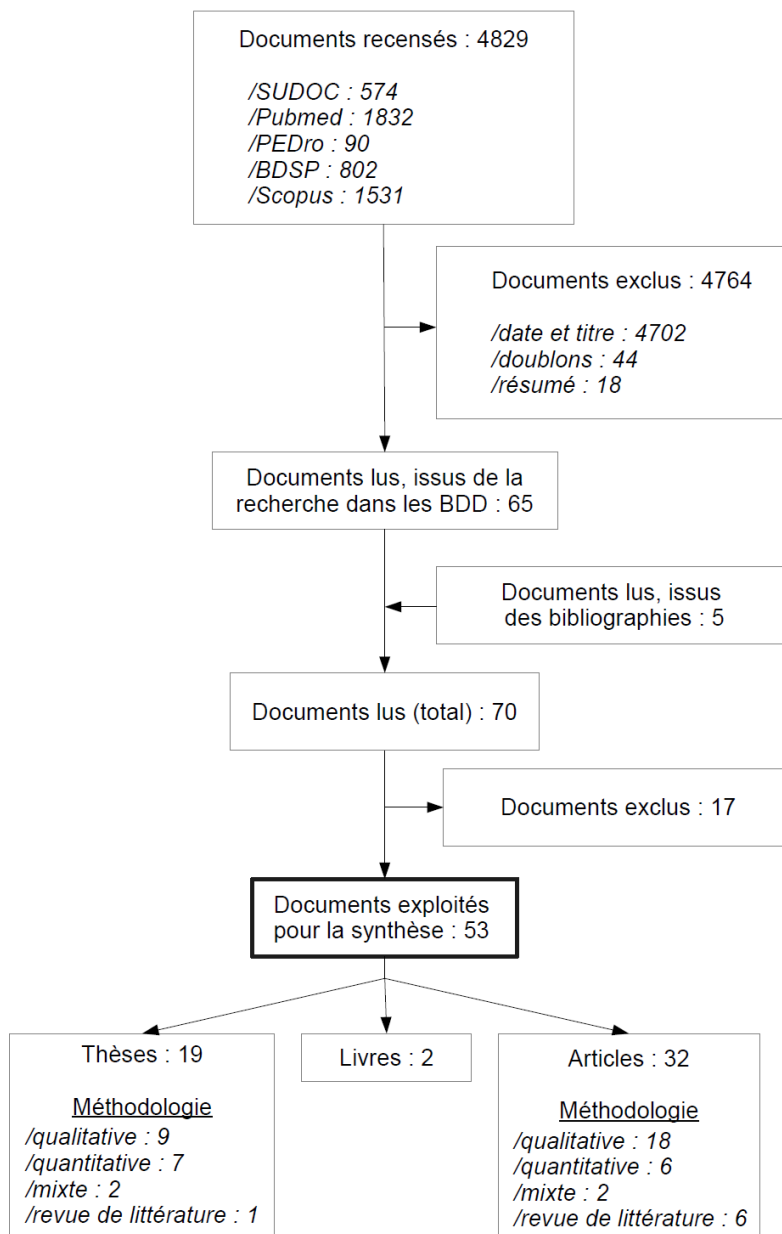 Documents recensés : 4829
/SUDOC : 574
/Pubmed : 1832
/PEDro : 90
/BDSP : 802
/Scopus : 1531
Documents exclus : 4764
/date et titre : 4702
/doublons : 44
/résumé : 18
Documents lus, issus de la
recherche dans les BDD : 65
Documents lus, issus
des bibliographies : 5
Documents lus (total) : 70
Documents exclus : 17
Documents exploités
pour la synthèse : 53
Thèses : 19
Méthodologie
/qualitative : 9
/quantitative : 7
/mixte : 2
/revue de littérature : 1
Livres : 2
Articles : 32
Méthodologie
/qualitative : 18
/quantitative : 6
/mixte : 2
/revue de littérature : 6